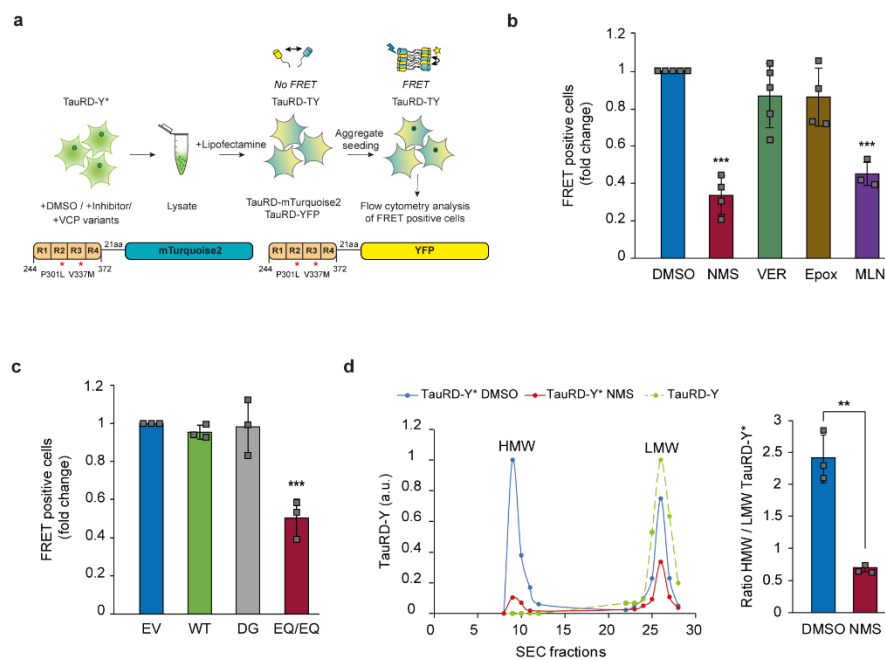 a
No FRET
FRET
TauRD-Y*
TauRD-TY
TauRD-TY
+Lipofectamine
Aggregate
seeding
+DMSO / +Inhibitor/
+VCP variants
Lysate
TauRD-mTurquoise2
TauRD-YFP
Flow cytometry analysis
of FRET positive cells
R1 R2 R3 R4
21aa
mTurquoise2
244
372
* *
P301L V337M
R1 R2 R3 R4
21aa
YFP
244
372
* *
P301L V337M
b
FRET positive cells
(fold change)
1.2
1
0.8
0.6
0.4
0.2
0
***
***
DMSO NMS VER Epox MLN
c
FRET positive cells
(fold change)
1.2
1
0.8
0.6
0.4
0.2
0
***
EV WT DG EQ/EQ
d
TauRD-Y* DMSO TauRD-Y* NMS TauRD-Y
HMW
LMW
TauRD-Y (a.u.)
1.2
1
0.8
0.6
0.4
0.2
0
0 5 10 15 20 25 30
SEC fractions
Ratio HMW / LMW TauRD-Y*
3
2.5
2
1.5
1
0.5
0
**
DMSO NMS